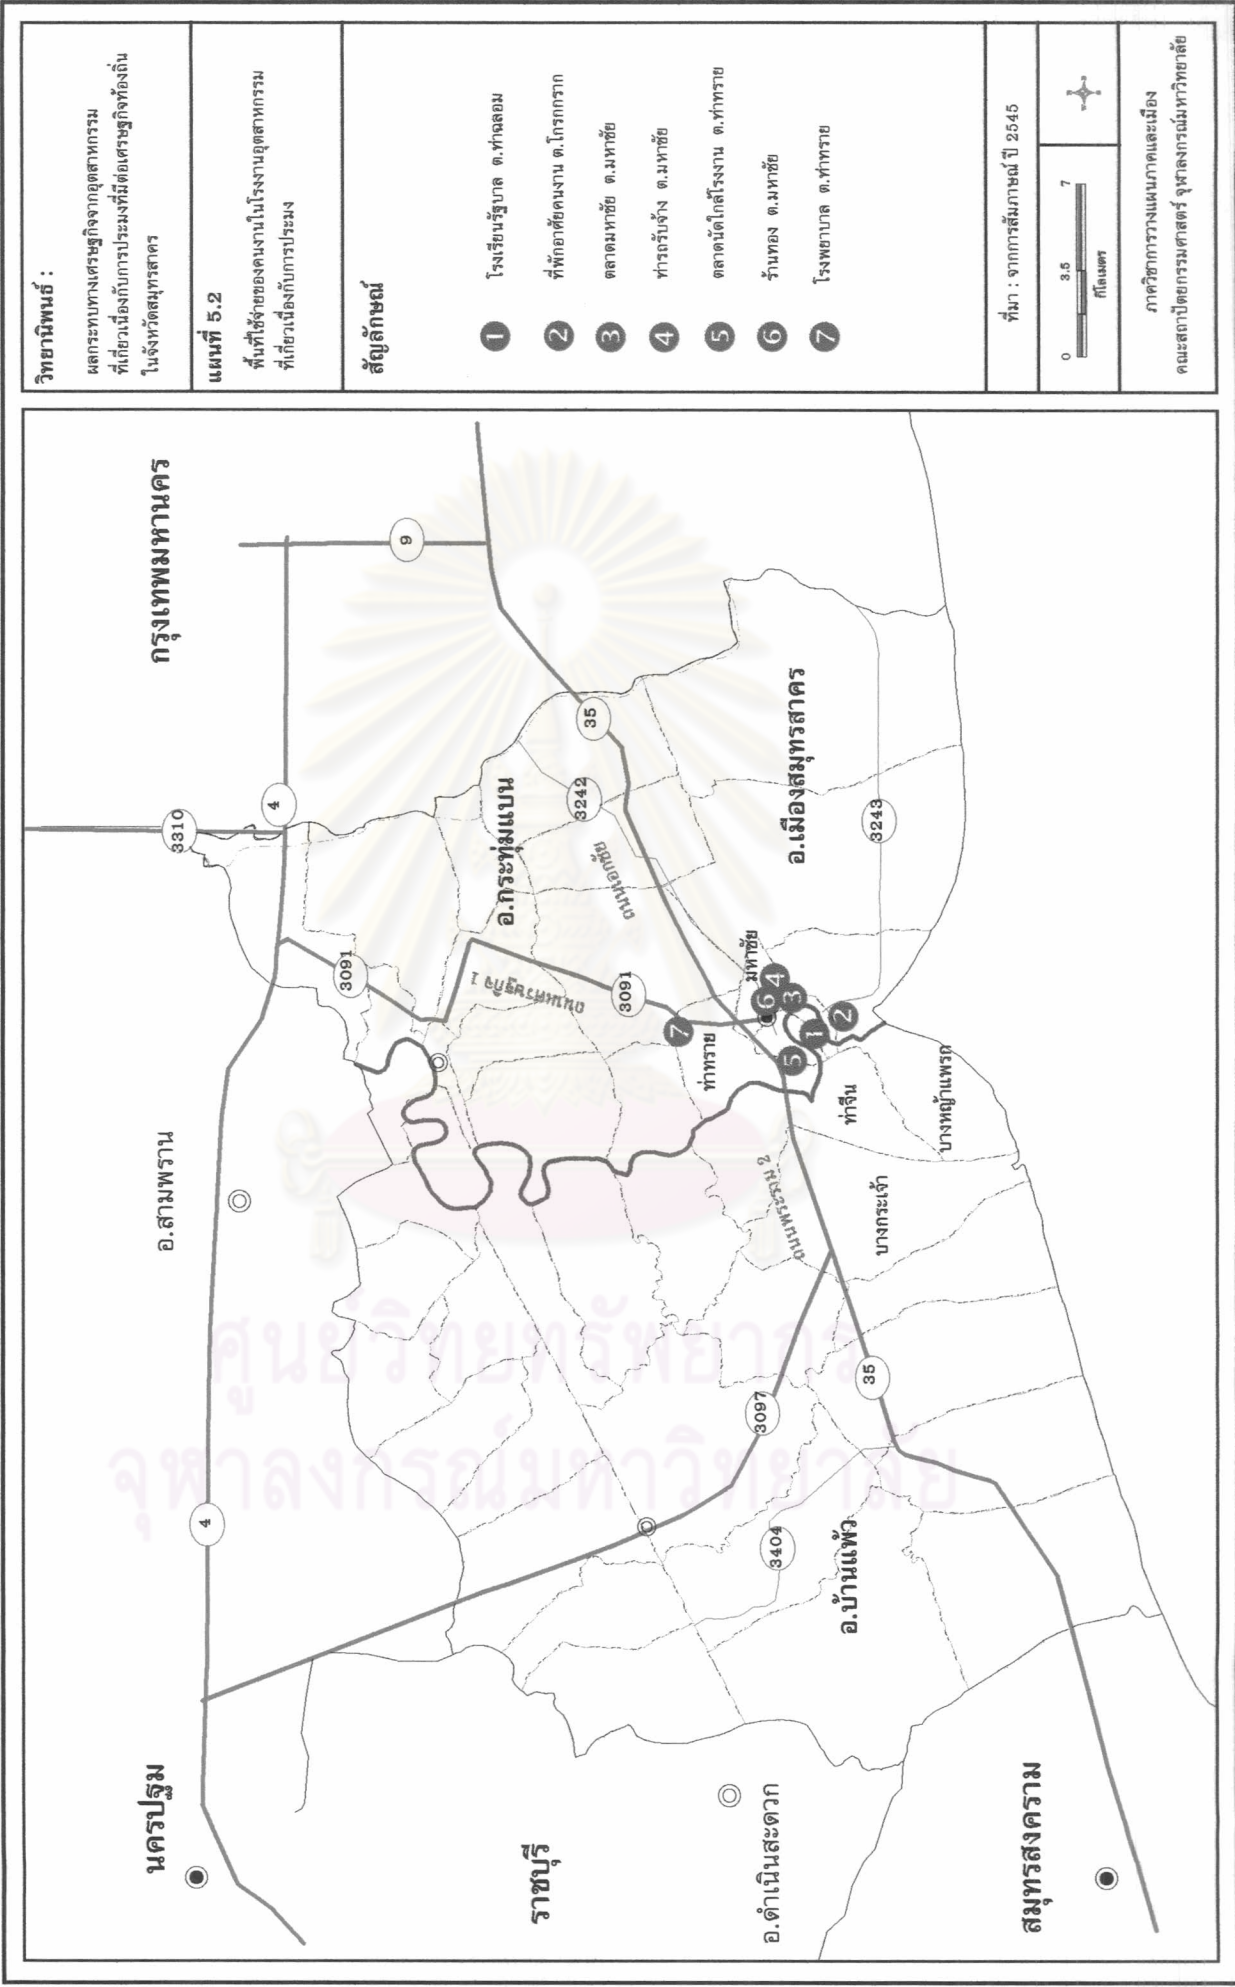 วิทยานิพนธ์ :
ผลกระทบทางเศรษฐกิจจากอุตสาหกรรม
ที่เกี่ยวเนื่องกับการประมงที่มีต่อเศรษฐกิจท้องถิ่น
ในจังหวัดสมุทรสาคร
แผนที่ 5.2
พื้นที่ใช้จ่ายของคนงานในโรงงานอุตสาหกรรม
ที่เกี่ยวเนื่องกับการประมง
สัญลักษณ์
1 โรงเรียนรัฐบาล ต.ท่าฉลอม
2 ที่พักอาศัยคนงาน ต.โกรกกราก
3 ตลาดมหาชัย ต.มหาชัย
4 ท่ารถรับจ้าง ต.มหาชัย
5 ตลาดนัดใกล้โรงงาน ต.ท่าทราย
6 ร้านทอง ต.มหาชัย
7 โรงพยาบาล ต.ท่าทราย
ที่มา : จากการสัมภาษณ์ ปี 2545
0 3.5 7
กิโลเมตร
ภาควิชาการวางแผนภาคและเมือง
คณะสถาปัตยกรรมศาสตร์ จุฬาลงกรณ์มหาวิทยาลัย
นครปฐม
กรุงเทพมหานคร
อ.สามพราน
3310
4
4
9
3091
อ.กระทุ่มแบน
ถนนเศรษฐกิจ 1
3091
3242
35
ถนนเอกชัย
ราชบุรี
7
ท่าทราย
มหาชัย
6
4
3
5
1
2
อ.เมืองสมุทรสาคร
3243
ถนนพระราม 2
ท่าจีน
บางหญ้าแพรก
บางกระเจ้า
3097
35
3404
อ.บ้านแพ้ว
อ.ดำเนินสะดวก
สมุทรสงคราม
ศูนย์วิทยทรัพยากร
จุฬาลงกรณ์มหาวิทยาลัย